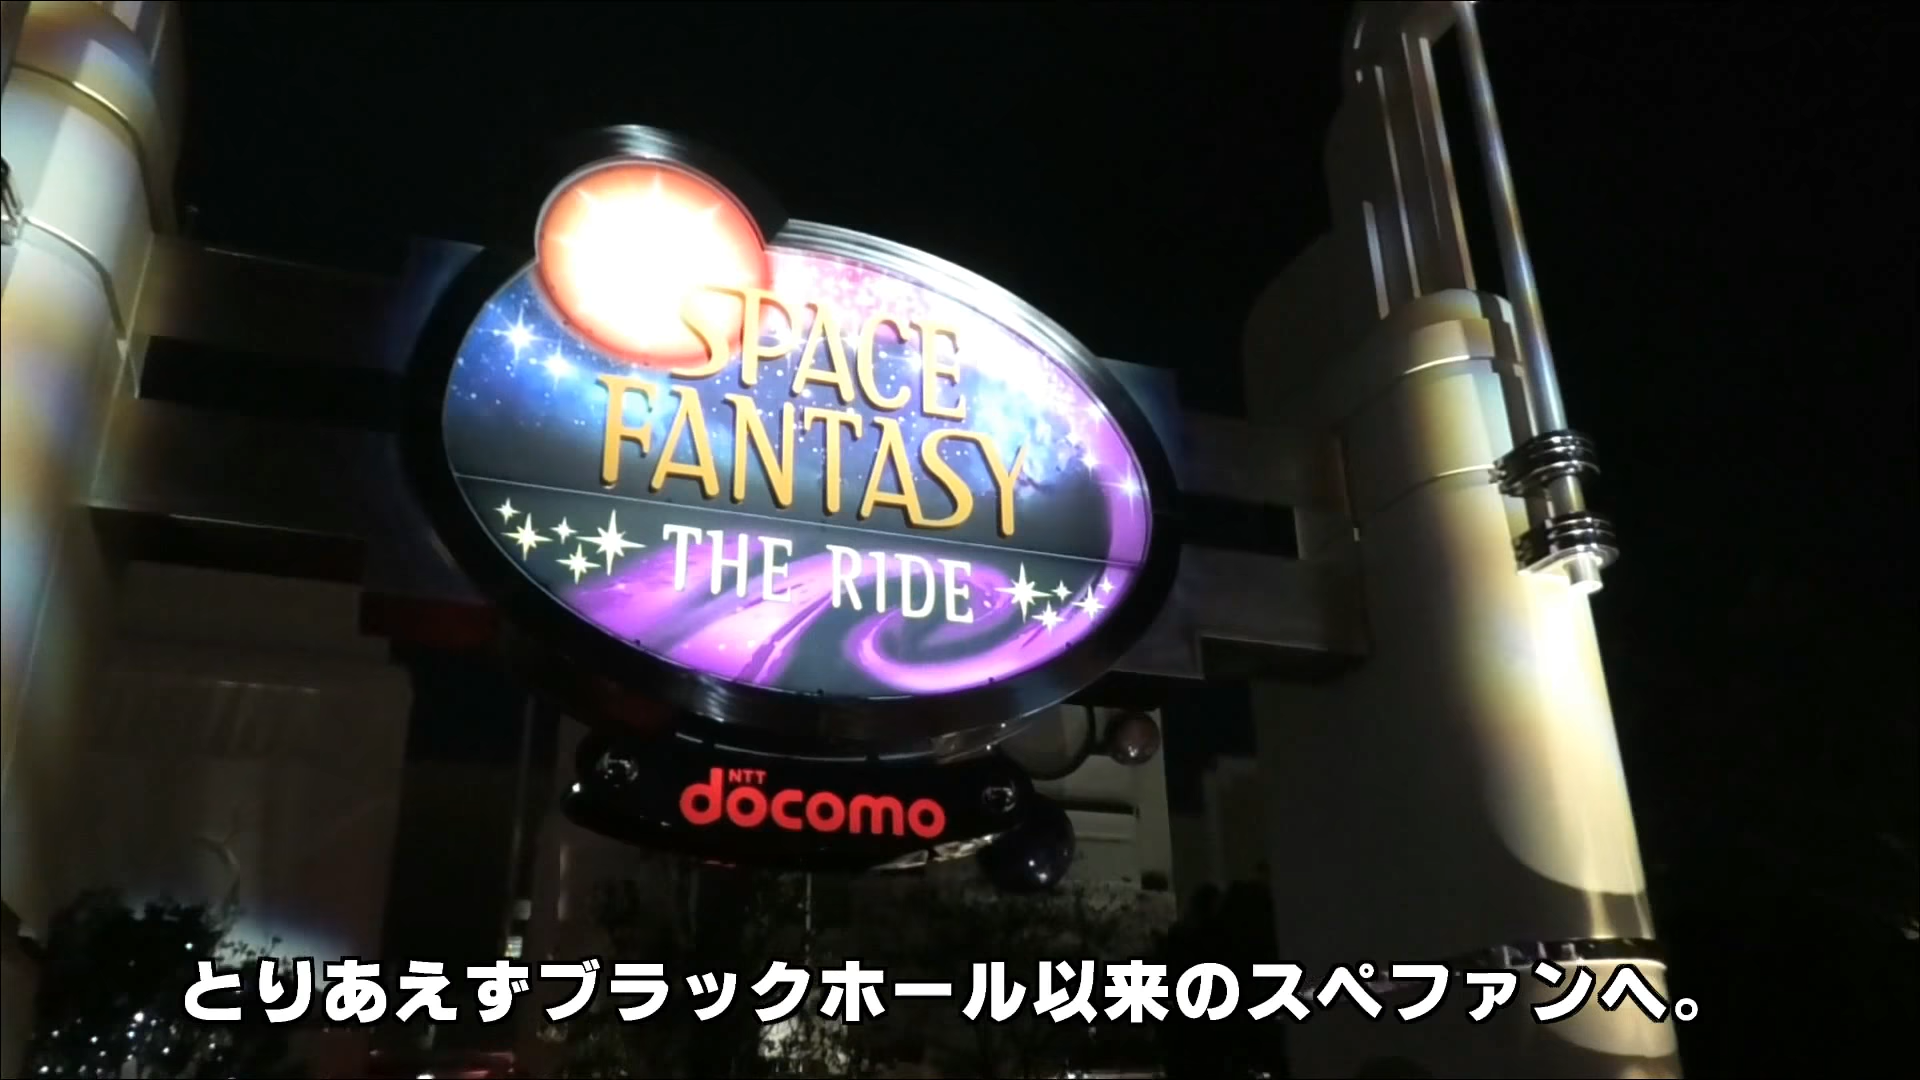 SPACE
FANTASY
THE RIDE
NTT
docomo
とりあえずブラックホール以来のスペファンへ。